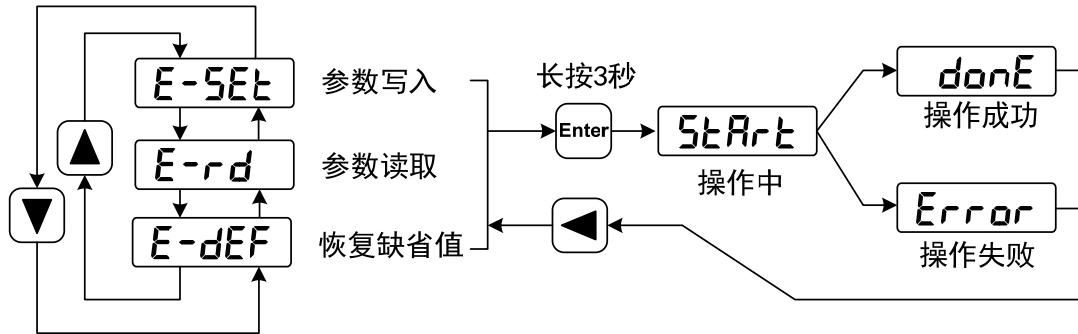 E-SEt
参数写入
E-rd
参数读取
E-dEF
恢复缺省值
长按3秒
Enter
StArt
操作中
donE
操作成功
Error
操作失败